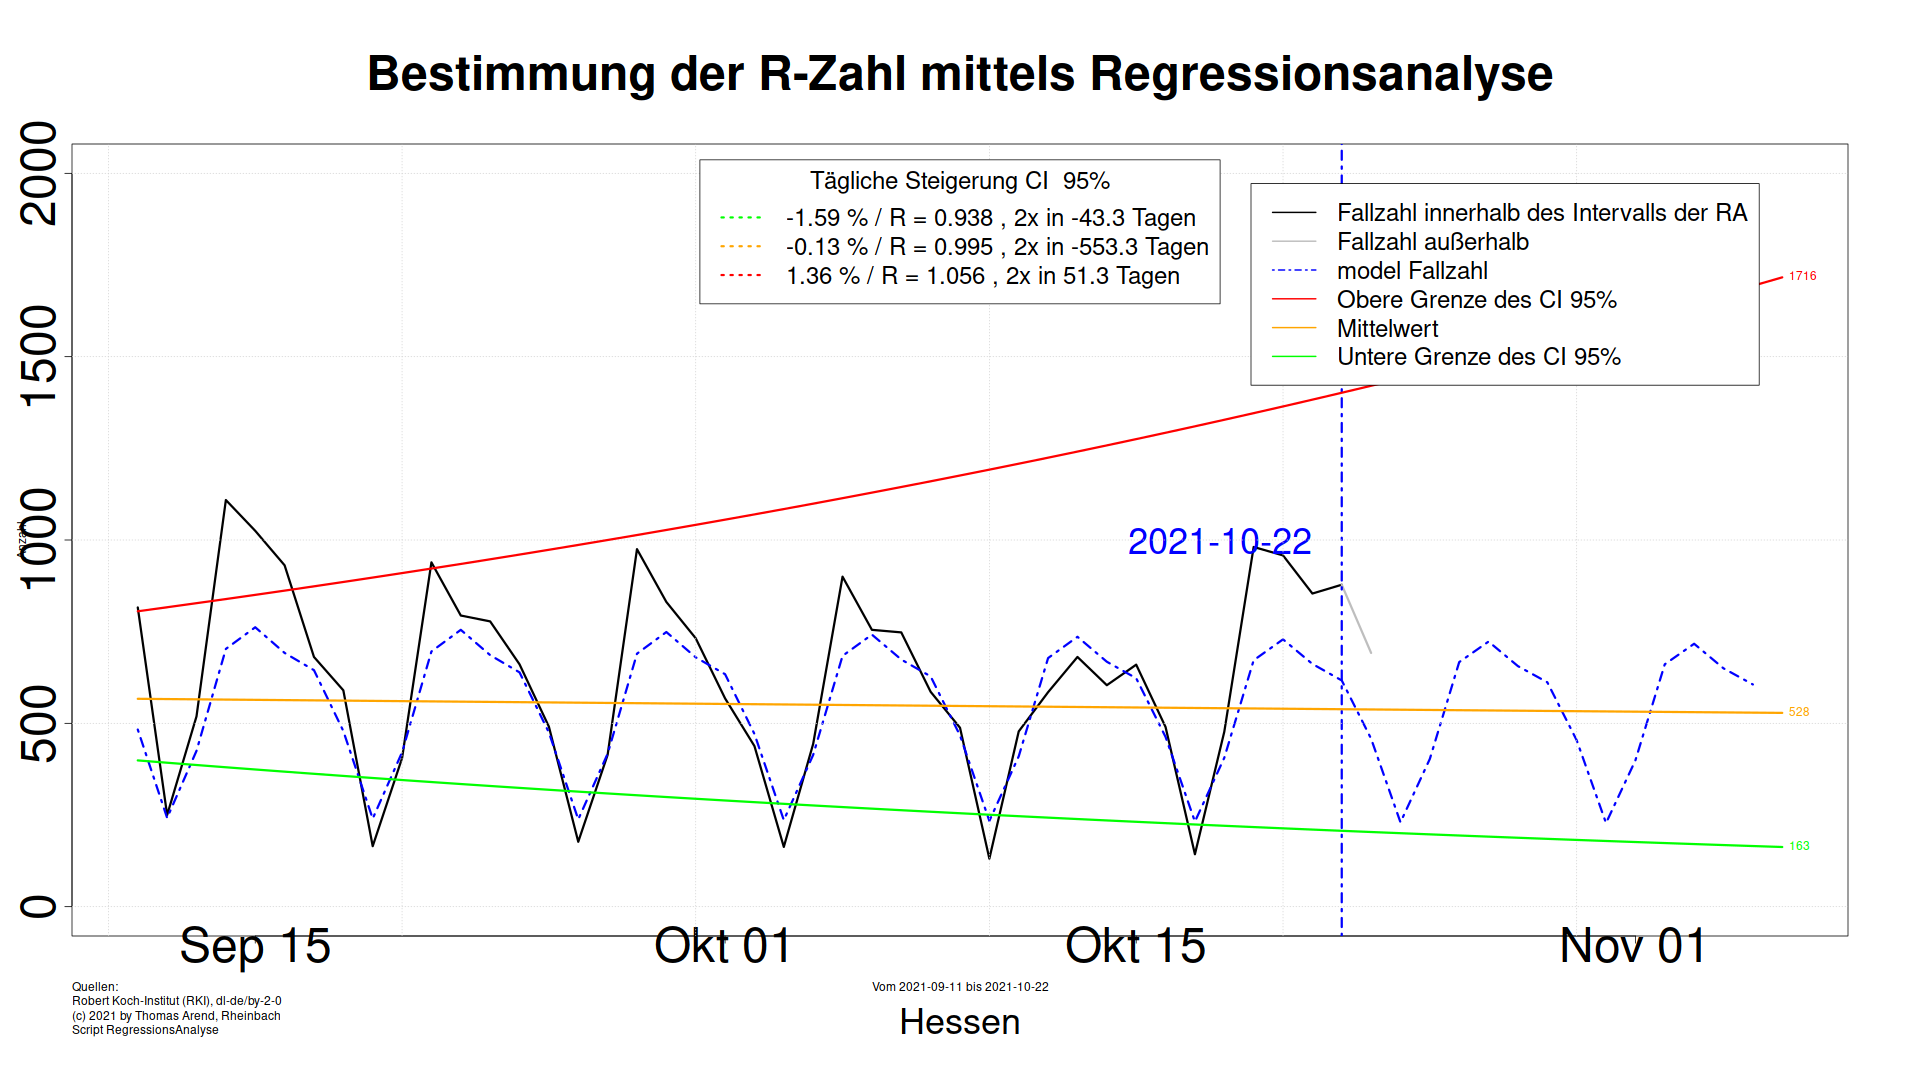 Bestimmung der R-Zahl mittels Regressionsanalyse
Tägliche Steigerung CI 95%
-1.59 % / R = 0.938 , 2x in -43.3 Tagen
-0.13 % / R = 0.995 , 2x in -553.3 Tagen
1.36 % / R = 1.056 , 2x in 51.3 Tagen
Fallzahl innerhalb des Intervalls der RA
Fallzahl außerhalb
model Fallzahl
Obere Grenze des CI 95%
Mittelwert
Untere Grenze des CI 95%
2000
1500
1000
500
0
Anzahl
1716
528
163
2021-10-22
Sep 15
Okt 01
Okt 15
Nov 01
Quellen:
Robert Koch-Institut (RKI), dl-de/by-2-0
(c) 2021 by Thomas Arend, Rheinbach
Script RegressionsAnalyse
Vom 2021-09-11 bis 2021-10-22
Hessen